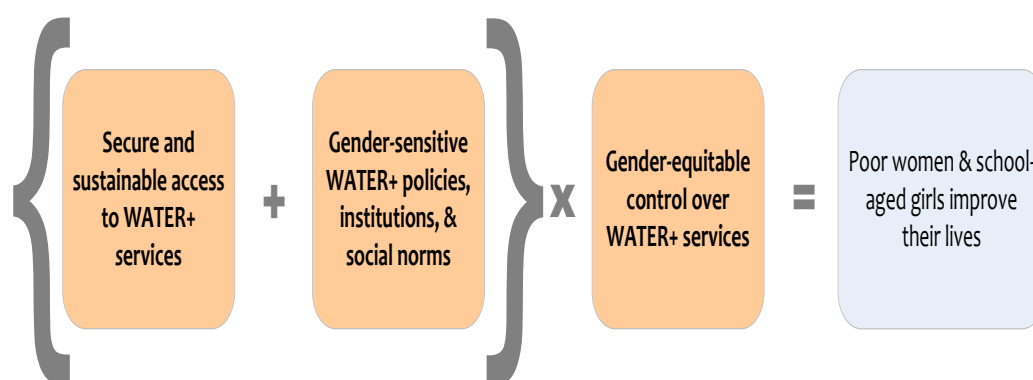 {
Secure and
sustainable access
to WATER+
services
+
Gender-sensitive
WATER+ policies,
institutions, &
social norms
}
x
Gender-equitable
control over
WATER+ services
=
Poor women & school-
aged girls improve
their lives